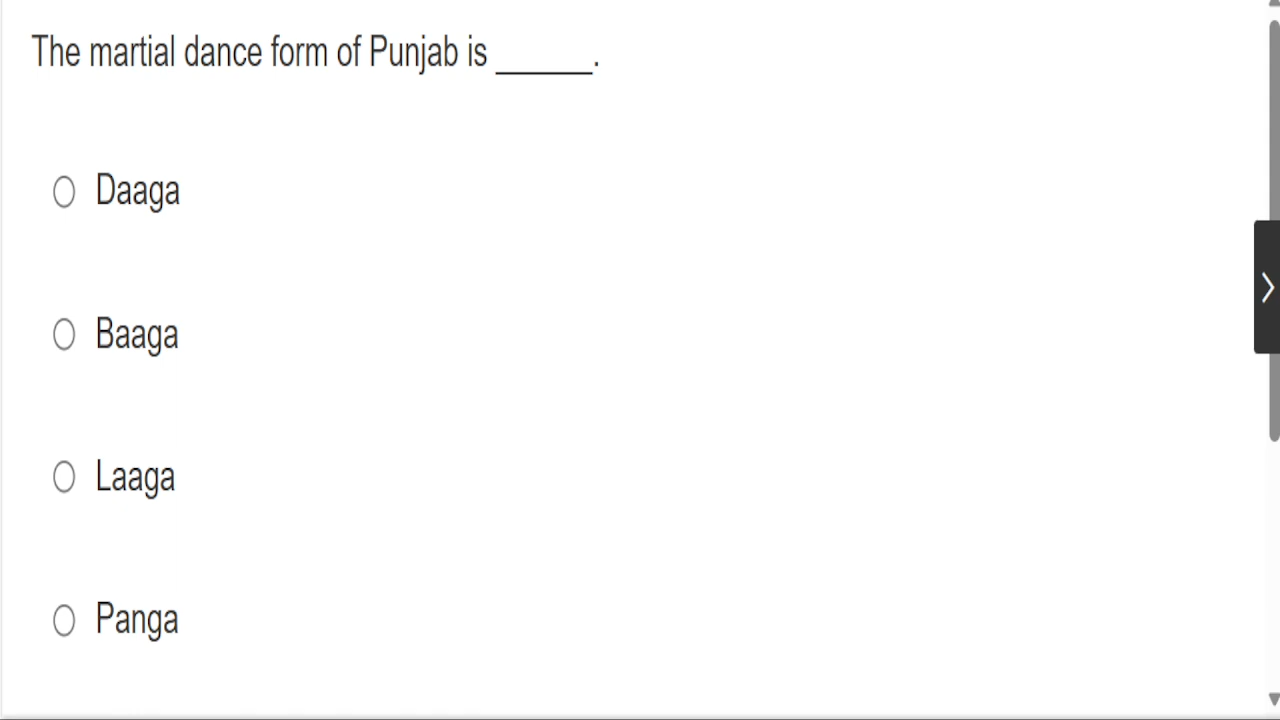 The martial dance form of Punjab is ______.
Daaga
Baaga
Laaga
Panga